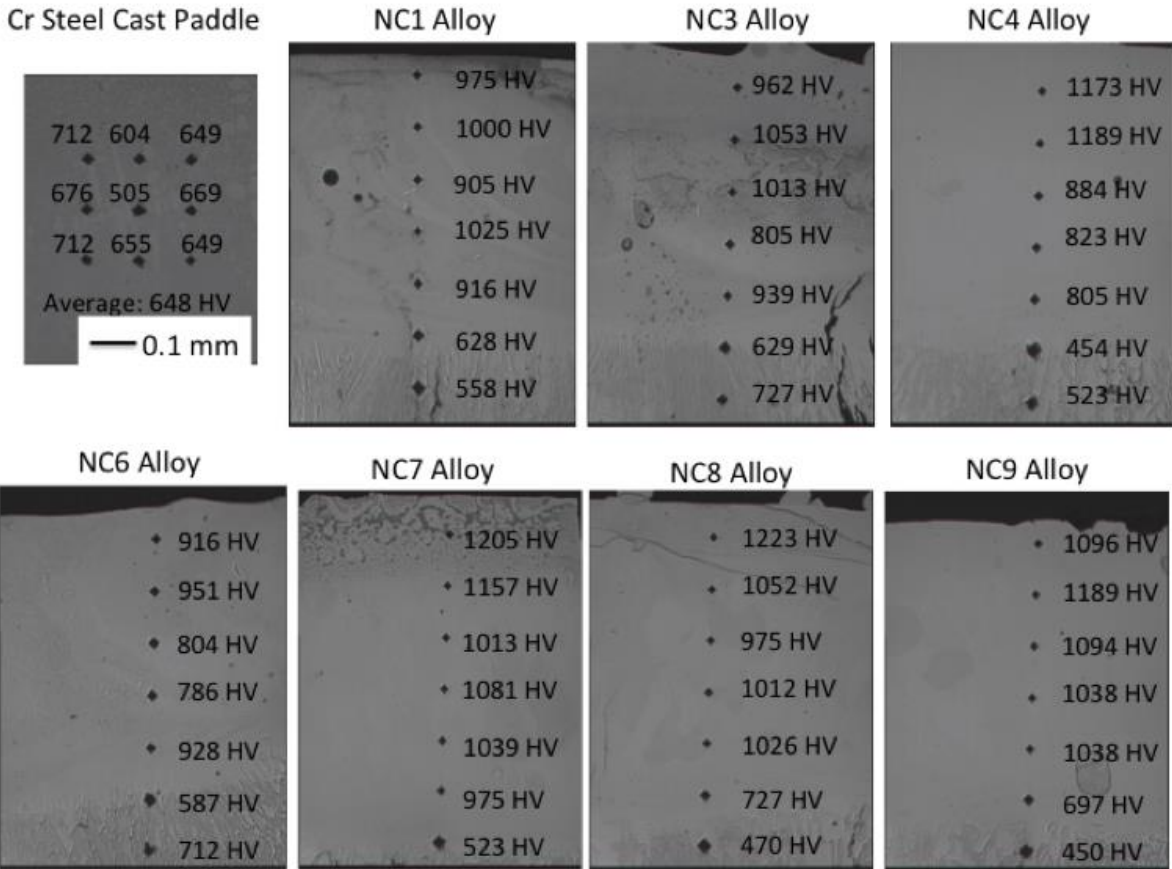 Cr Steel Cast Paddle
712 604 649
676 505 669
712 655 649
Average: 648 HV
0.1 mm
NC1 Alloy
975 HV
1000 HV
905 HV
1025 HV
916 HV
628 HV
558 HV
NC3 Alloy
962 HV
1053 HV
1013 HV
805 HV
939 HV
629 HV
727 HV
NC4 Alloy
1173 HV
1189 HV
884 HV
823 HV
805 HV
454 HV
523 HV
NC6 Alloy
916 HV
951 HV
804 HV
786 HV
928 HV
587 HV
712 HV
NC7 Alloy
1205 HV
1157 HV
1013 HV
1081 HV
1039 HV
975 HV
523 HV
NC8 Alloy
1223 HV
1052 HV
975 HV
1012 HV
1026 HV
727 HV
470 HV
NC9 Alloy
1096 HV
1189 HV
1094 HV
1038 HV
1038 HV
697 HV
450 HV